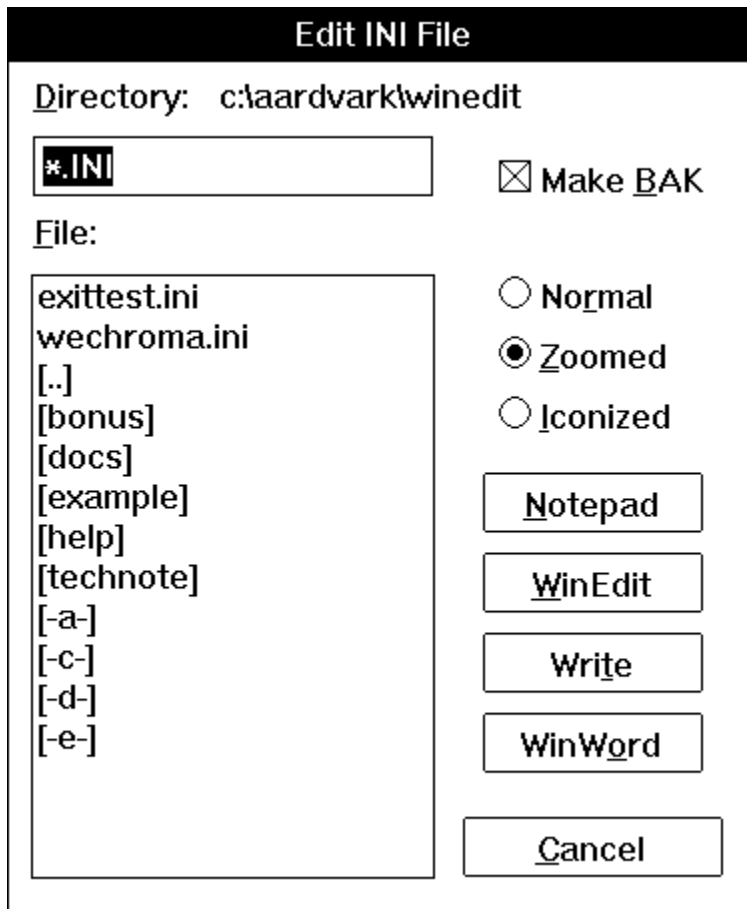 Edit INI File
Directory: c:\aardvark\winedit
*.INI
Make BAK
File:
exittest.ini
wechroma.ini
[..]
[bonus]
[docs]
[example]
[help]
[technote]
[-a-]
[-c-]
[-d-]
[-e-]
Normal
Zoomed
Iconized
Notepad
WinEdit
Write
WinWord
Cancel